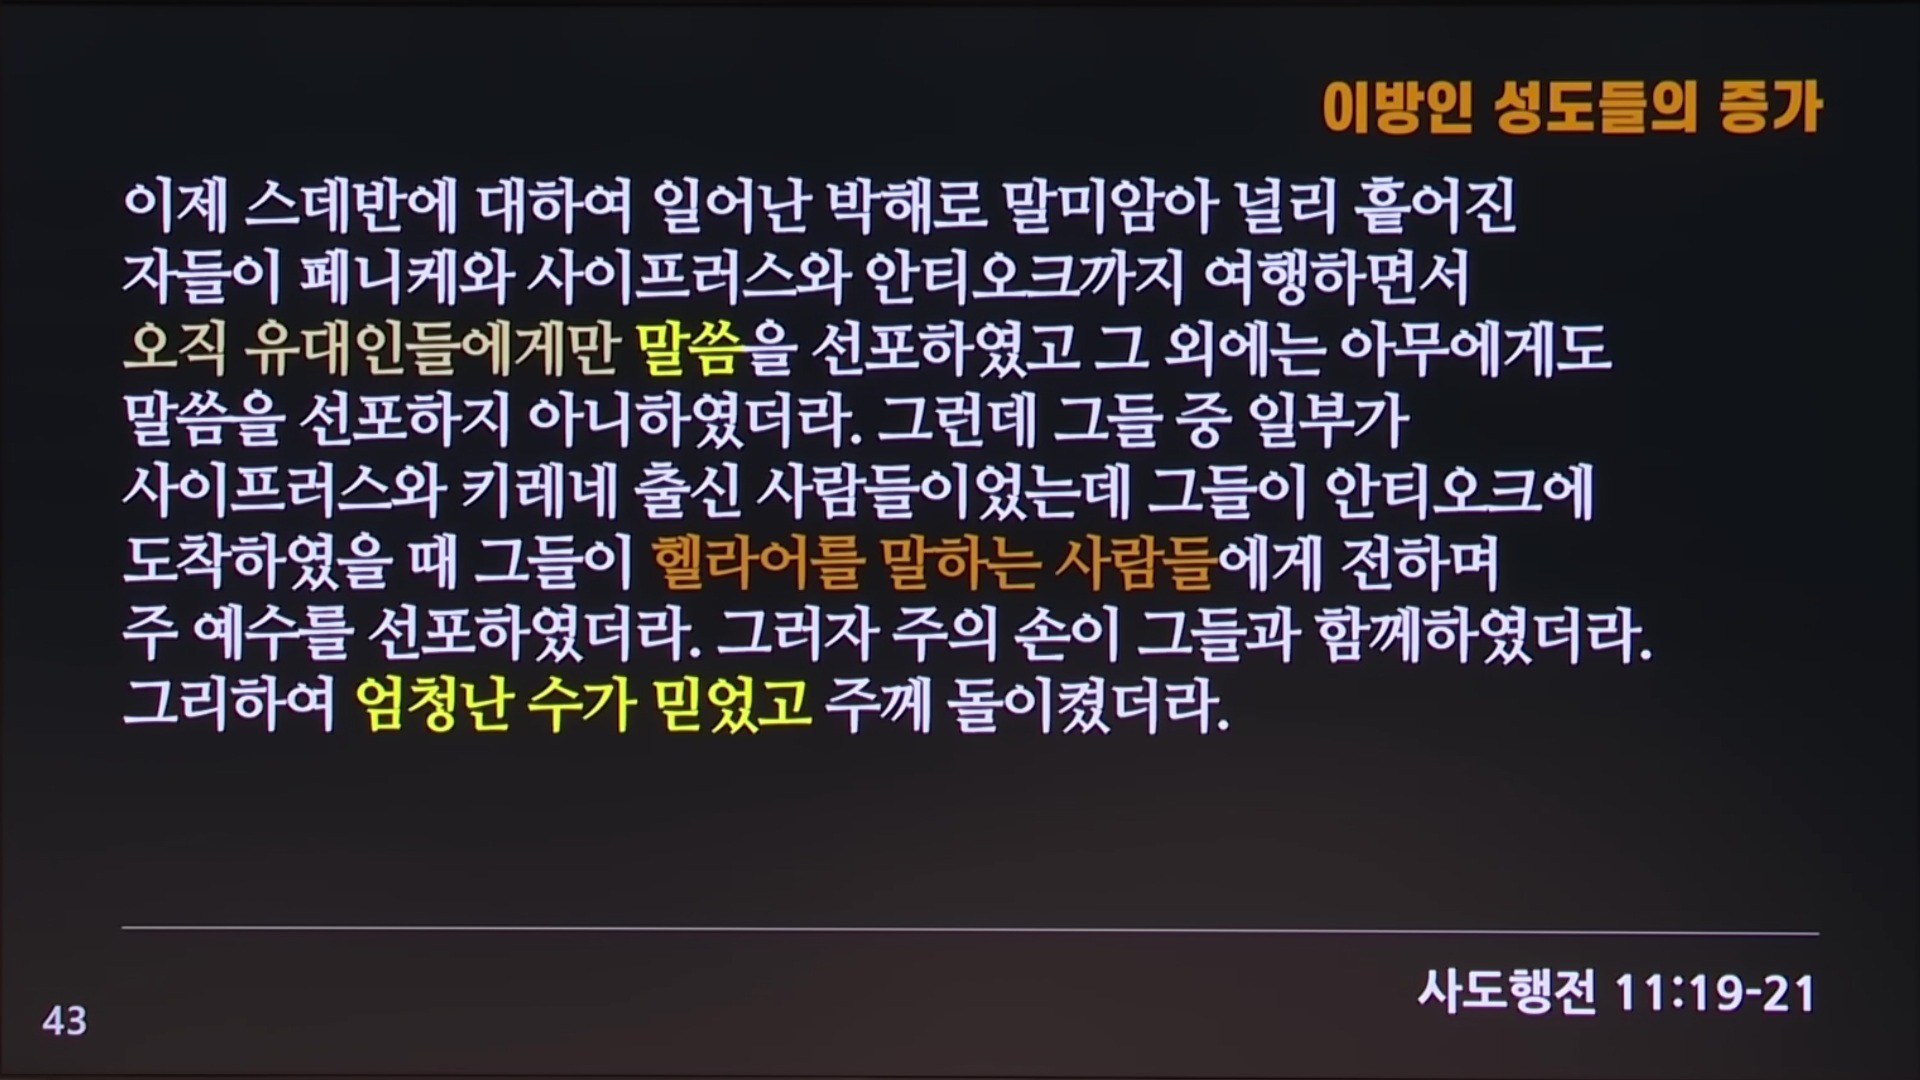 이방인 성도들의 증가
이제 스데반에 대하여 일어난 박해로 말미암아 널리 흩어진
자들이 페니케와 사이프러스와 안티오크까지 여행하면서
오직 유대인들에게만 말씀을 선포하였고 그 외에는 아무에게도
말씀을 선포하지 아니하였더라. 그런데 그들 중 일부가
사이프러스와 키레네 출신 사람들이었는데 그들이 안티오크에
도착하였을 때 그들이 헬라어를 말하는 사람들에게 전하며
주 예수를 선포하였더라. 그러자 주의 손이 그들과 함께하였더라.
그리하여 엄청난 수가 믿었고 주께 돌이켰더라.
사도행전 11:19-21
43